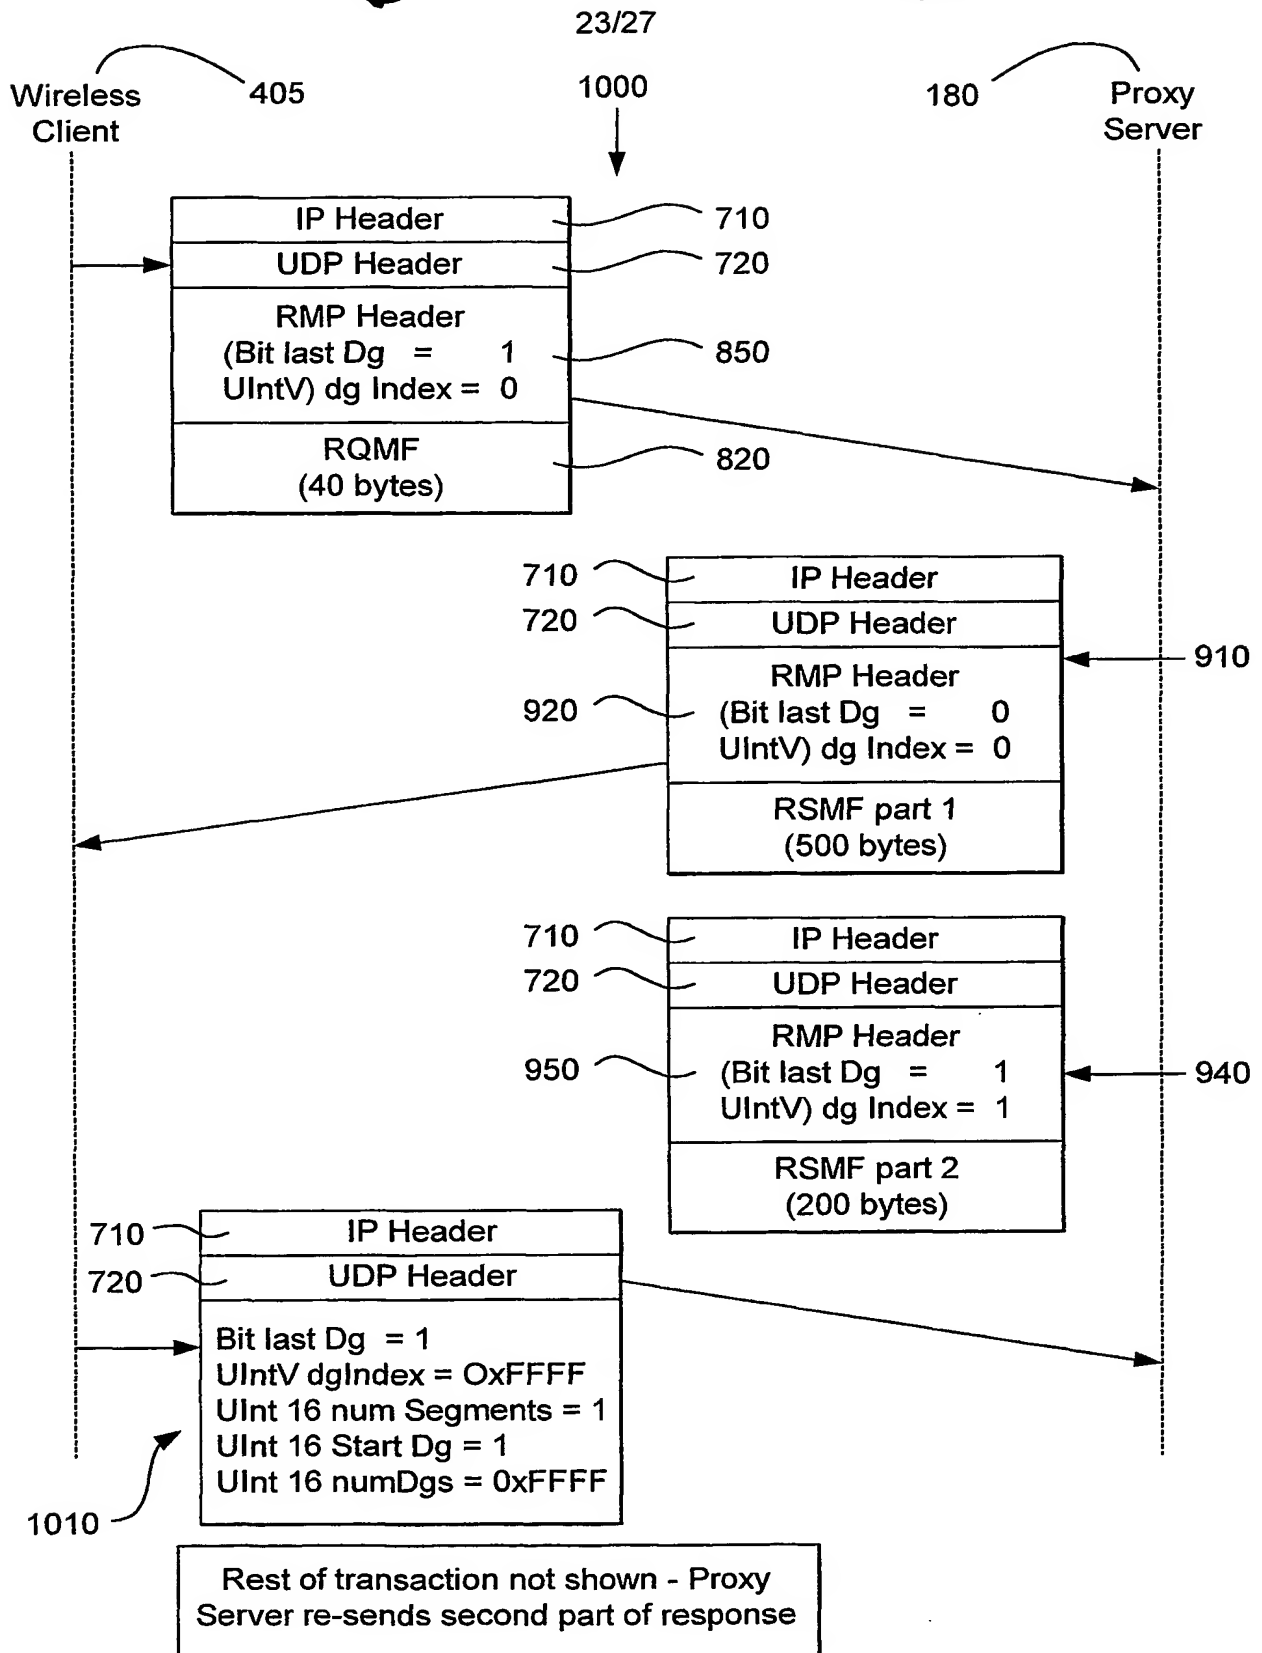 23/27
Wireless
Client
405
1000
180
Proxy
Server
IP Header
710
UDP Header
720
RMP Header
(Bit last Dg = 1
UIntV) dg Index = 0
850
RQMF
(40 bytes)
820
710
IP Header
720
UDP Header
910
RMP Header
920
(Bit last Dg = 0
UIntV) dg Index = 0
RSMF part 1
(500 bytes)
710
IP Header
720
UDP Header
RMP Header
950
(Bit last Dg = 1
940
UIntV) dg Index = 1
RSMF part 2
(200 bytes)
710
IP Header
720
UDP Header
Bit last Dg = 1
UIntV dgIndex = OxFFFF
UInt 16 num Segments = 1
UInt 16 Start Dg = 1
UInt 16 numDgs = 0xFFFF
1010
Rest of transaction not shown - Proxy
Server re-sends second part of response